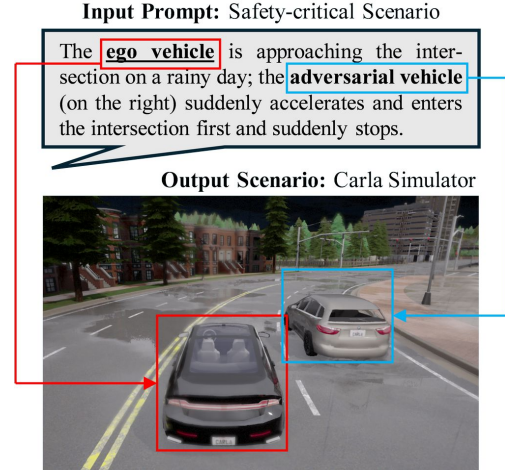 Input Prompt: Safety-critical Scenario
The ego vehicle is approaching the inter-
section on a rainy day; the adversarial vehicle
(on the right) suddenly accelerates and enters
the intersection first and suddenly stops.
Output Scenario: Carla Simulator